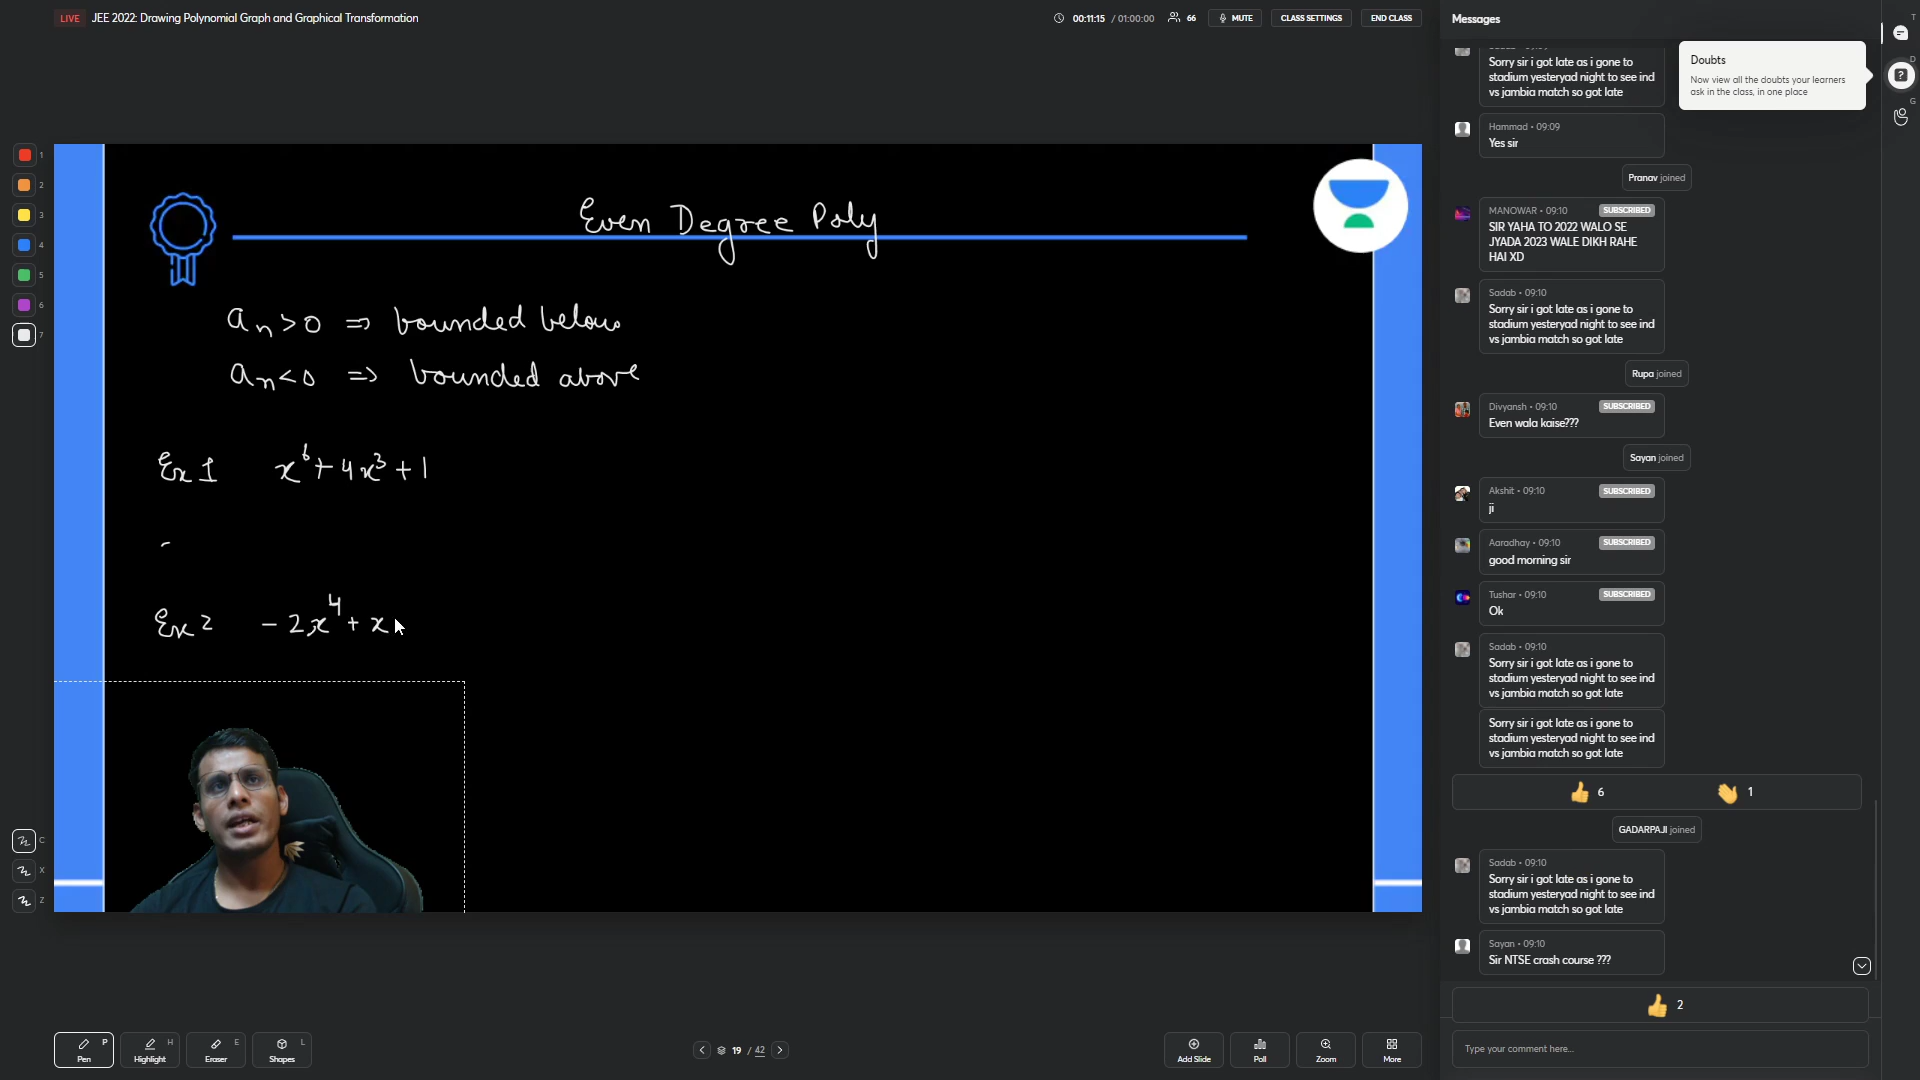 LIVE JEE 2022: Drawing Polynomial Graph and Graphical Transformation
00:11:15 / 01:00:00 66 MUTE CLASS SETTINGS END CLASS
1
2
3
4
5
6
7
Even Degree Poly
aₙ>0 ⇒ bounded below
aₙ<0 ⇒ bounded above
Ex 1 x⁶+4x³+1
Ex 2 -2x⁴+x
C
X
Z
Pen P
Highlight H
Eraser E
Shapes L
19 / 42
Add Slide
Poll
Zoom
More
Messages
Sorry sir i got late as i gone to
stadium yesteryad night to see ind
vs jambia match so got late
Doubts
Now view all the doubts your learners
ask in the class, in one place
T
D
G
Hammad • 09:09
Yes sir
Pranav joined
MANOWAR • 09:10 SUBSCRIBED
SIR YAHA TO 2022 WALO SE
JYADA 2023 WALE DIKH RAHE
HAI XD
Sadab • 09:10
Sorry sir i got late as i gone to
stadium yesteryad night to see ind
vs jambia match so got late
Rupa joined
Divyansh • 09:10 SUBSCRIBED
Even wala kaise???
Sayan joined
Akshit • 09:10 SUBSCRIBED
ji
Aaradhay • 09:10 SUBSCRIBED
good morning sir
Tushar • 09:10 SUBSCRIBED
Ok
Sadab • 09:10
Sorry sir i got late as i gone to
stadium yesteryad night to see ind
vs jambia match so got late
Sorry sir i got late as i gone to
stadium yesteryad night to see ind
vs jambia match so got late
6 1
GADARPAJI joined
Sadab • 09:10
Sorry sir i got late as i gone to
stadium yesteryad night to see ind
vs jambia match so got late
Sayan • 09:10
Sir NTSE crash course ???
2
Type your comment here...